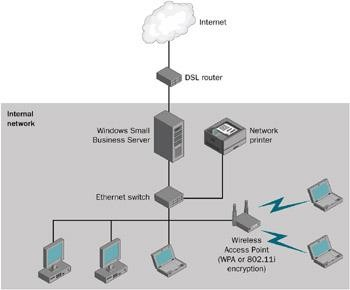 Internet
DSL router
Internal
network
Windows Small
Business Server
Network
printer
Ethernet switch
Wireless
Access Point
(WPA or 802.11i
encryption)